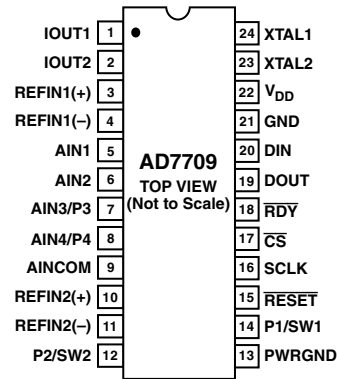 IOUT1 1
IOUT2 2
REFIN1(+) 3
REFIN1(–) 4
AIN1 5
AIN2 6
AIN3/P3 7
AIN4/P4 8
AINCOM 9
REFIN2(+) 10
REFIN2(–) 11
P2/SW2 12
AD7709
TOP VIEW
(Not to Scale)
24 XTAL1
23 XTAL2
22 VDD
21 GND
20 DIN
19 DOUT
18 RDY
17 CS
16 SCLK
15 RESET
14 P1/SW1
13 PWRGND